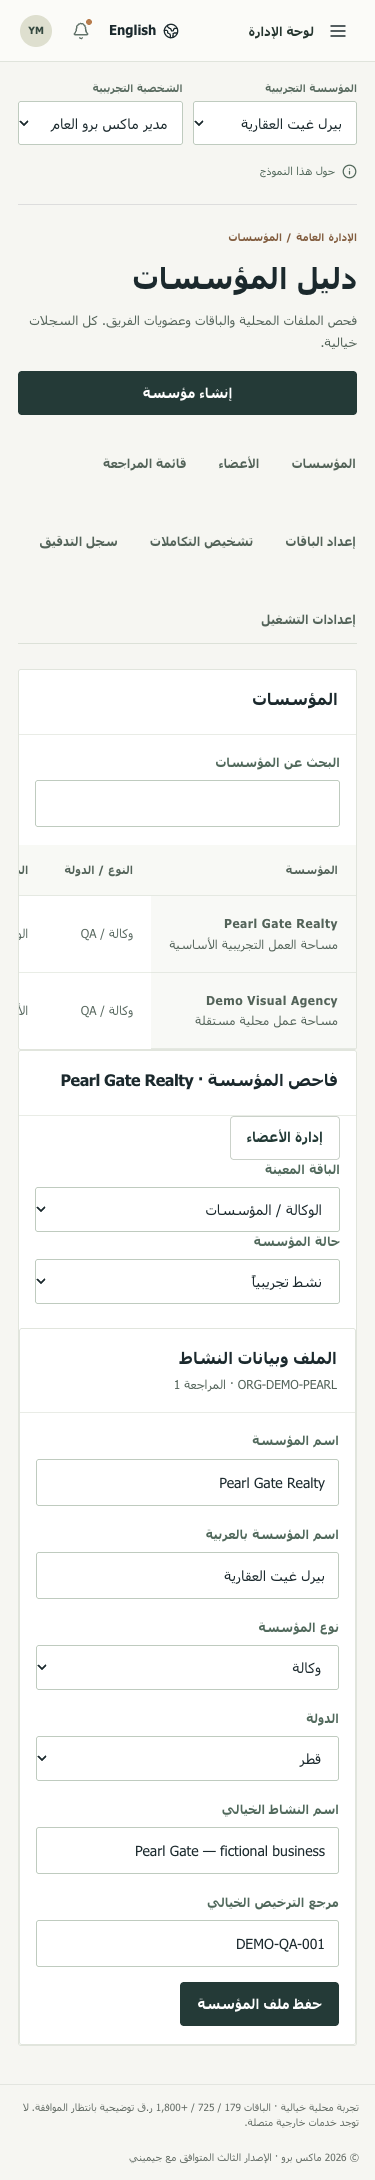 لوحة الإدارة
English
YM
المؤسسة التجريبية
الشخصية التجريبية
بيرل غيت العقارية
مدير ماكس برو العام
حول هذا النموذج
الإدارة العامة / المؤسسات
دليل المؤسسات
فحص الملفات المحلية والباقات وعضويات الفريق. كل السجلات
خيالية.
إنشاء مؤسسة
المؤسسات
الأعضاء
قائمة المراجعة
إعداد الباقات
تشخيص التكاملات
سجل التدقيق
إعدادات التشغيل
المؤسسات
البحث عن المؤسسات
المؤسسة
النوع / الدولة
Pearl Gate Realty
مساحة العمل التجريبية الأساسية
وكالة / QA
Demo Visual Agency
مساحة عمل محلية مستقلة
وكالة / QA
فاحص المؤسسة · Pearl Gate Realty
إدارة الأعضاء
الباقة المعينة
الوكالة / المؤسسات
حالة المؤسسة
نشط تجريبياً
الملف وبيانات النشاط
ORG-DEMO-PEARL · المراجعة 1
اسم المؤسسة
Pearl Gate Realty
اسم المؤسسة بالعربية
بيرل غيت العقارية
نوع المؤسسة
وكالة
الدولة
قطر
اسم النشاط الخيالي
Pearl Gate — fictional business
مرجع الترخيص الخيالي
DEMO-QA-001
حفظ ملف المؤسسة
تجربة محلية خيالية · الباقات 179 / 725 / +1,800 ر.ق توضيحية بانتظار الموافقة. لا
توجد خدمات خارجية متصلة.
© 2026 ماكس برو · الإصدار الثالث المتوافق مع جيميني